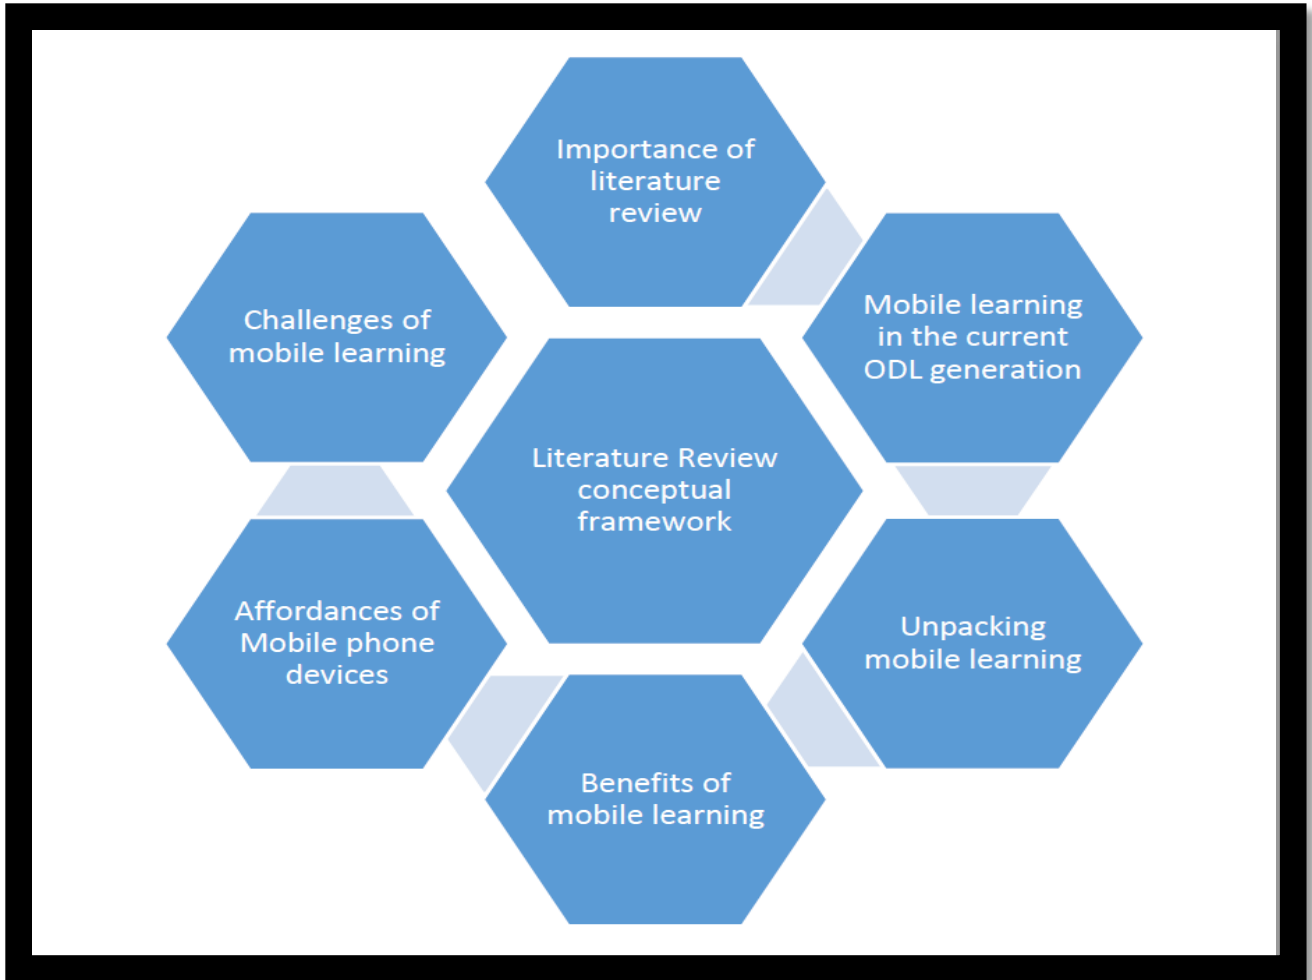 Importance of
literature
review
Mobile learning
in the current
ODL generation
Unpacking
mobile learning
Benefits of
mobile learning
Affordances of
Mobile phone
devices
Challenges of
mobile learning
Literature Review
conceptual
framework